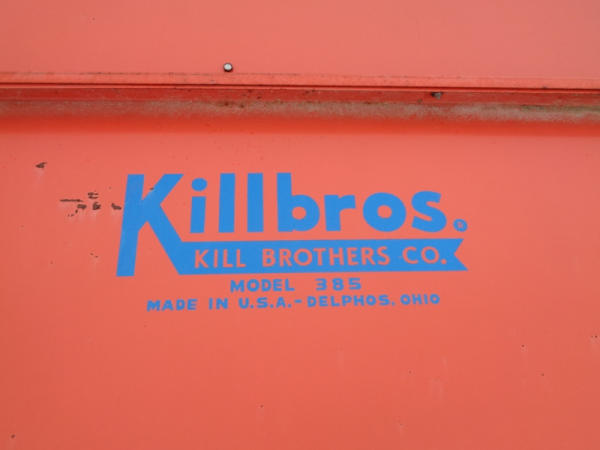 Killbros.®
KILL BROTHERS CO.
MODEL 385
MADE IN U.S.A.-DELPHOS, OHIO